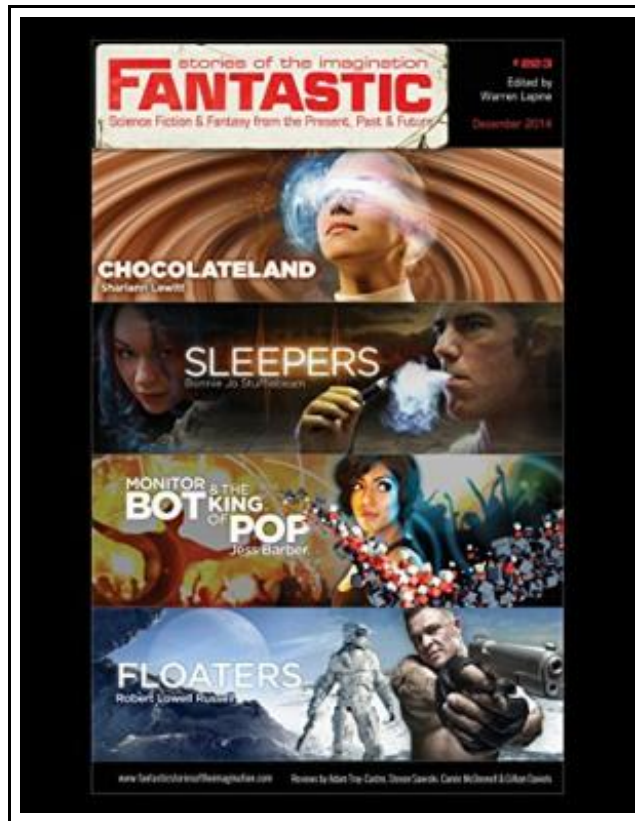 stories of the imagination
FANTASTIC
Science Fiction & Fantasy from the Present, Past & Future
#223
Edited by
Warren Lapine
December 2014
CHOCOLATELAND
Shariann Lewitt
SLEEPERS
Bonnie Jo Stufflebeam
MONITOR
BOT & THE
KING
OF POP
Jess Barber
FLOATERS
Robert Lowell Russell
www.fantasticstoriesoftheimagination.com
Reviews by Adam-Troy Castro, Steven Sawicki, Carole McDonnell & Gillian Daniels